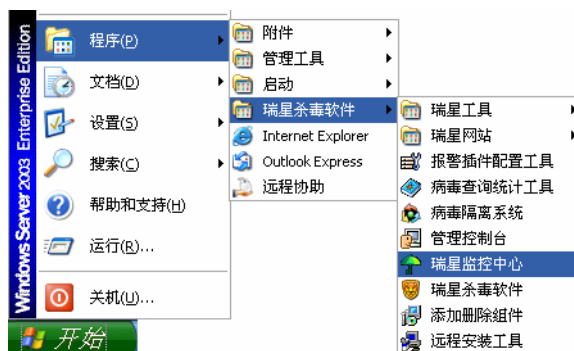 Windows Server 2003 Enterprise Edition
程序(P)
文档(D)
设置(S)
搜索(C)
帮助和支持(H)
运行(R)...
关机(U)...
开始
附件
管理工具
启动
瑞星杀毒软件
Internet Explorer
Outlook Express
远程协助
瑞星工具
瑞星网站
报警插件配置工具
病毒查询统计工具
病毒隔离系统
管理控制台
瑞星监控中心
瑞星杀毒软件
添加删除组件
远程安装工具